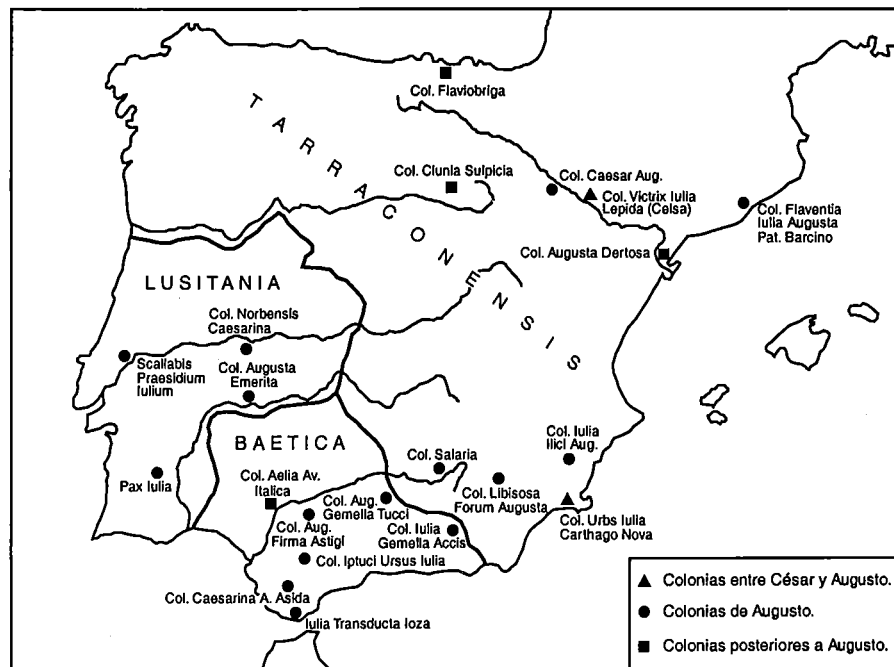 Col. Flaviobriga
TARRACONENSIS
Col. Clunia Sulpicia
Col. Caesar Aug.
Col. Victrix Iulia
Lepida (Celsa)
Col. Flaventia
Iulia Augusta
Pat. Barcino
Col. Augusta Dertosa
LUSITANIA
Col. Norbensis
Caesarina
Scallabis
Praesidium
Iulium
Col. Augusta
Emerita
Pax Iulia
BAETICA
Col. Aelia Av.
Italica
Col. Salaria
Col. Iulia
Ilici Aug.
Col. Libisosa
Forum Augusta
Col. Urbs Iulia
Carthago Nova
Col. Aug.
Gemella Tucci
Col. Aug.
Firma Astigi
Col. Iulia
Gemella Accis
Col. Iptuci Ursus Iulia
Col. Caesarina A. Asida
Iulia Transducta Ioza
Colonias entre César y Augusto.
Colonias de Augusto.
Colonias posteriores a Augusto.